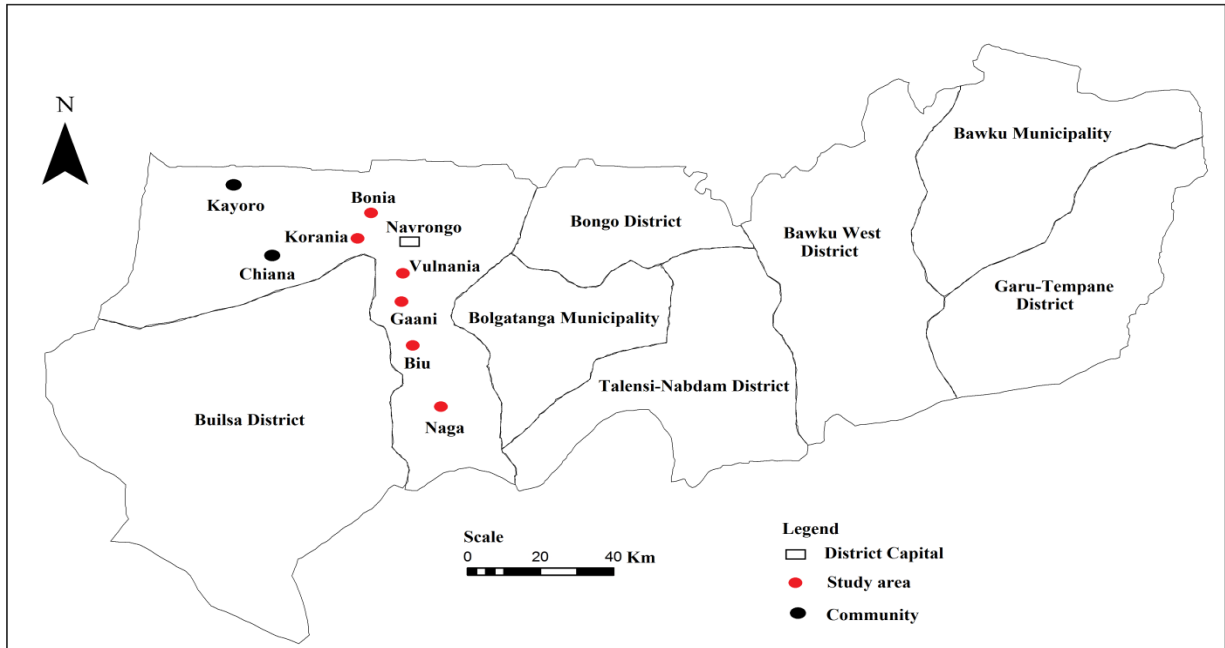 N
Kayoro
Bonia
Navrongo
Korania
Chiana
Vulnania
Gaani
Biu
Naga
Builsa District
Bongo District
Bolgatanga Municipality
Talensi-Nabdam District
Bawku West
District
Bawku Municipality
Garu-Tempane
District
Scale
0 20 40 Km
Legend
District Capital
Study area
Community